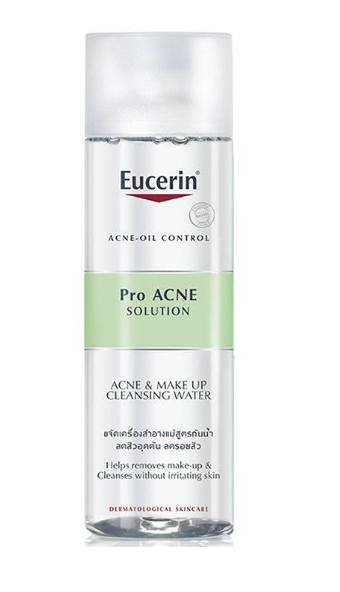 Eucerin®
ACNE-OIL CONTROL
Pro ACNE
SOLUTION
ACNE & MAKE UP
CLEANSING WATER
ขจัดเครื่องสำอางแม้สูตรกันน้ำ
ลดสิวอุดตัน ลดรอยสิว
Helps removes make-up &
Cleanses without irritating skin
DERMATOLOGICAL SKINCARE